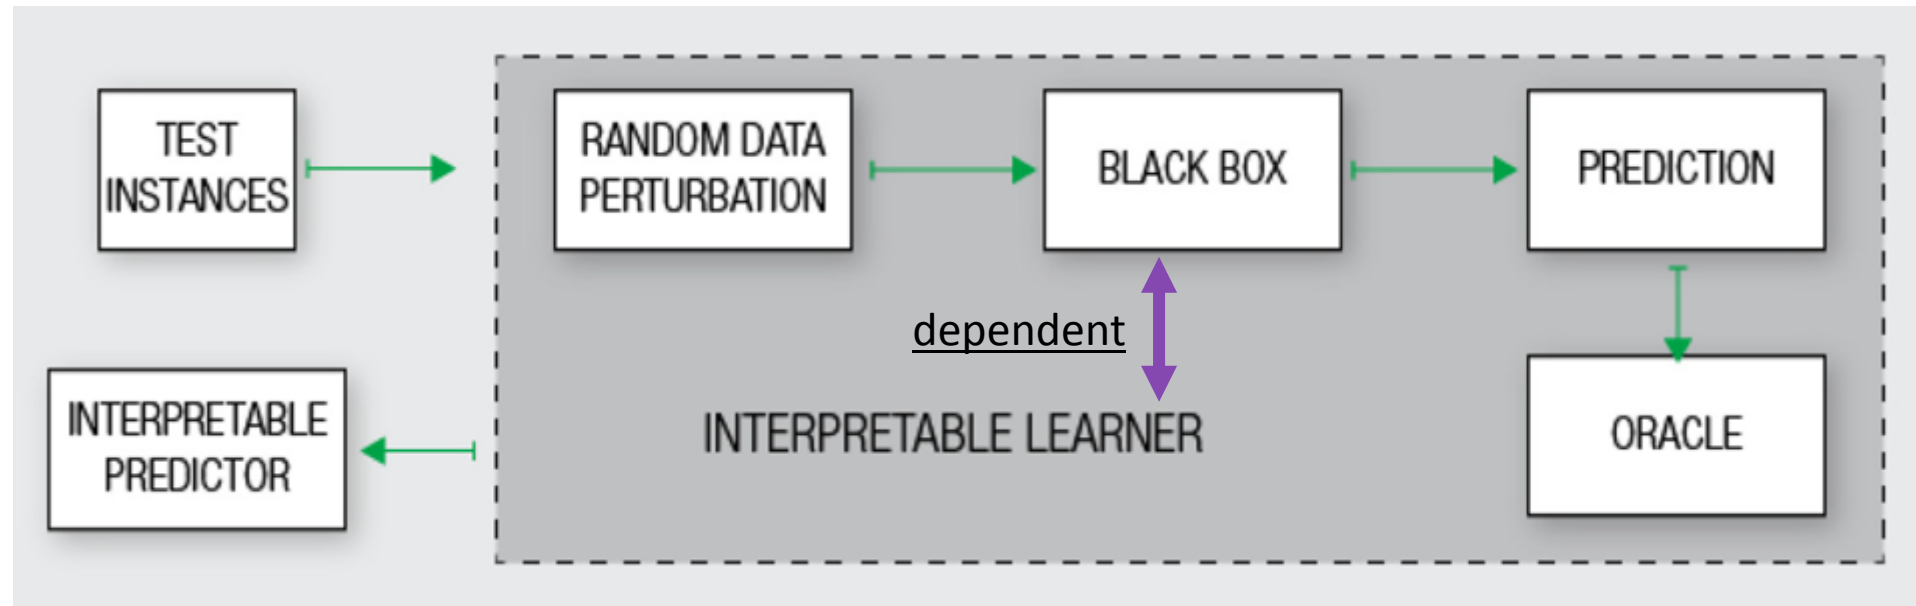 TEST
INSTANCES
RANDOM DATA
PERTURBATION
BLACK BOX
PREDICTION
dependent
INTERPRETABLE
PREDICTOR
INTERPRETABLE LEARNER
ORACLE